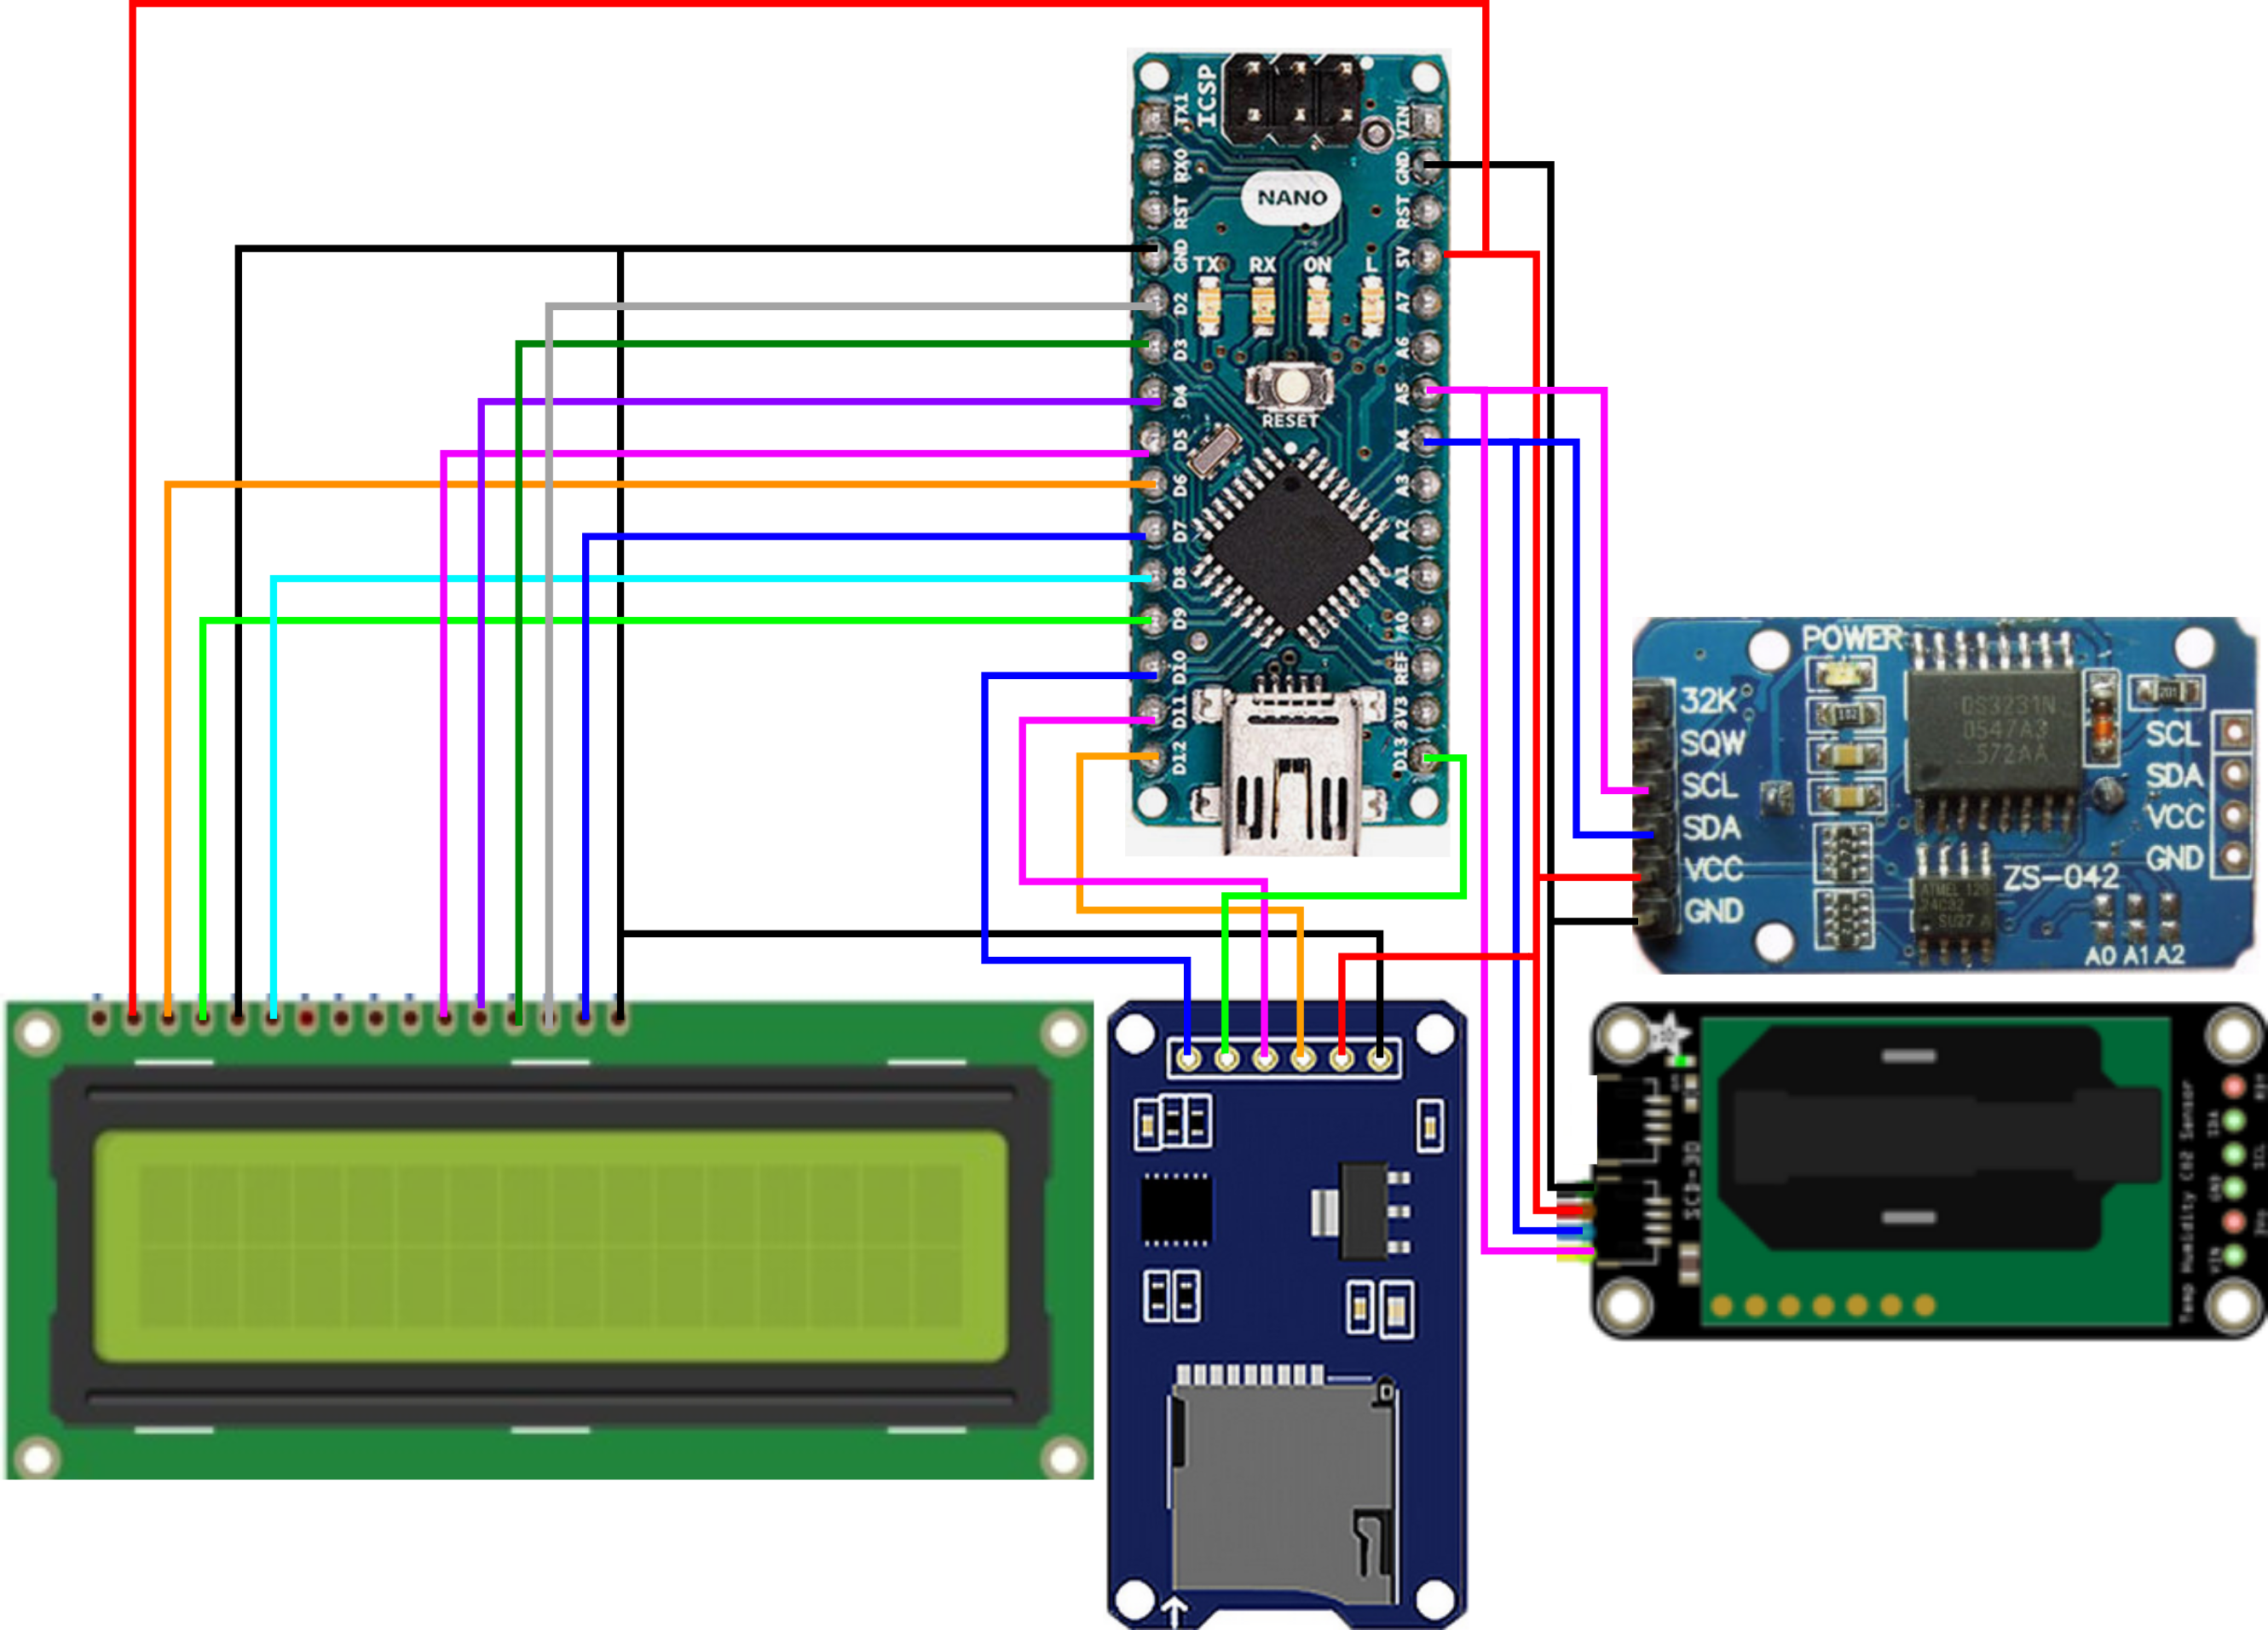 ICSP
TX1
RX0
RST
GND
D2
D3
D4
D5
D6
D7
D8
D9
D10
D11
D12
NANO
TX RX ON L
RESET
VIN
GND
RST
5V
A7
A6
A5
A4
A3
A2
A1
A0
REF
3V3
D13
POWER
32K
SQW
SCL
SDA
VCC
GND
102
DS3231N
0547A3
572AA
201
SCL
SDA
VCC
GND
ZS-042
ATMEL
24C32
SU27 A
A0 A1 A2
SCD-30
Temp Humidity CO2 Sensor
SDA
SCL
GND
3Vo
VIN